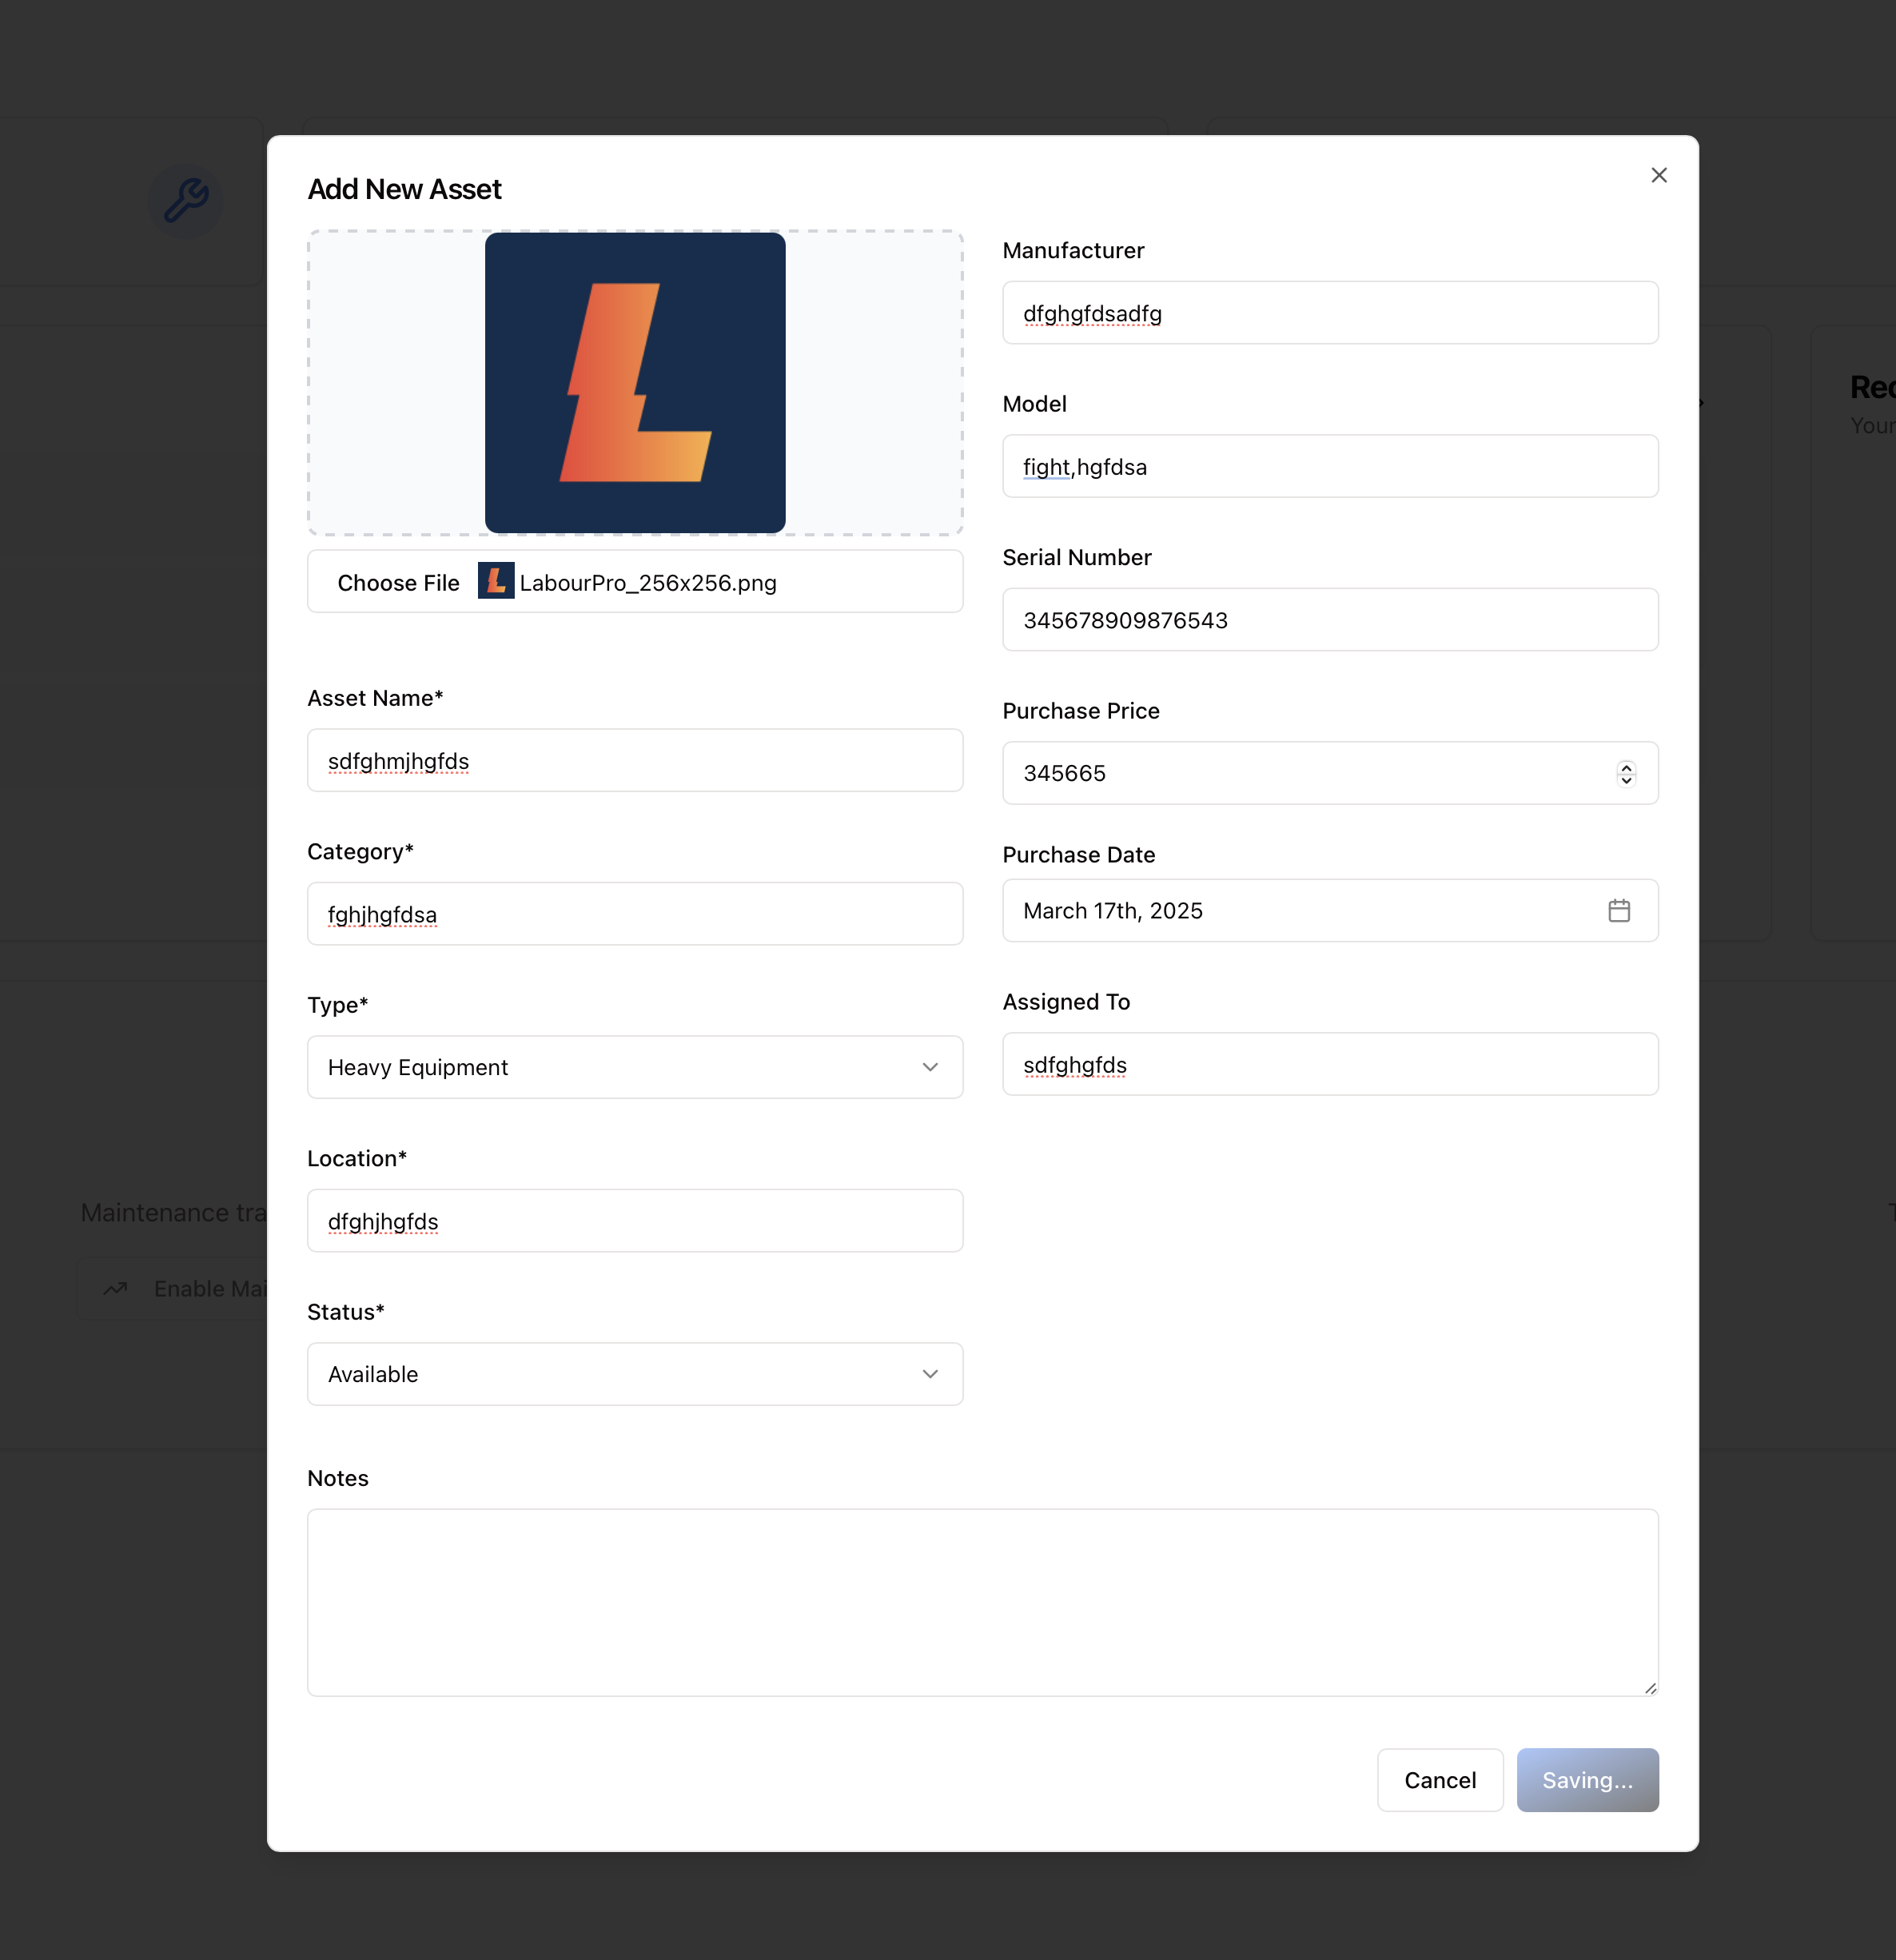 Add New Asset
Choose File LabourPro_256x256.png
Asset Name*
sdfghmjhgfds
Category*
fghjhgfdsa
Type*
Heavy Equipment
Location*
dfghjhgfds
Status*
Available
Manufacturer
dfghgfdsadfg
Model
fight,hgfdsa
Serial Number
345678909876543
Purchase Price
345665
Purchase Date
March 17th, 2025
Assigned To
sdfghgfds
Notes
Cancel
Saving...
Maintenance tra
Enable Mai
Rec
Your